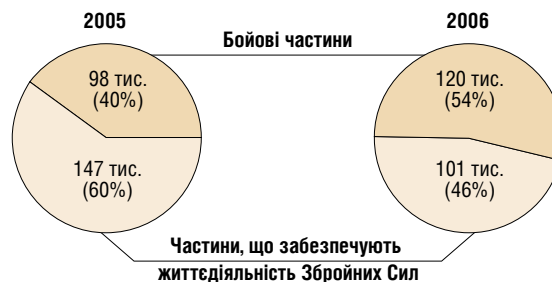 2005
2006
Бойові частини
98 тис.
(40%)
120 тис.
(54%)
147 тис.
(60%)
101 тис.
(46%)
Частини, що забезпечують
життєдіяльність Збройних Сил